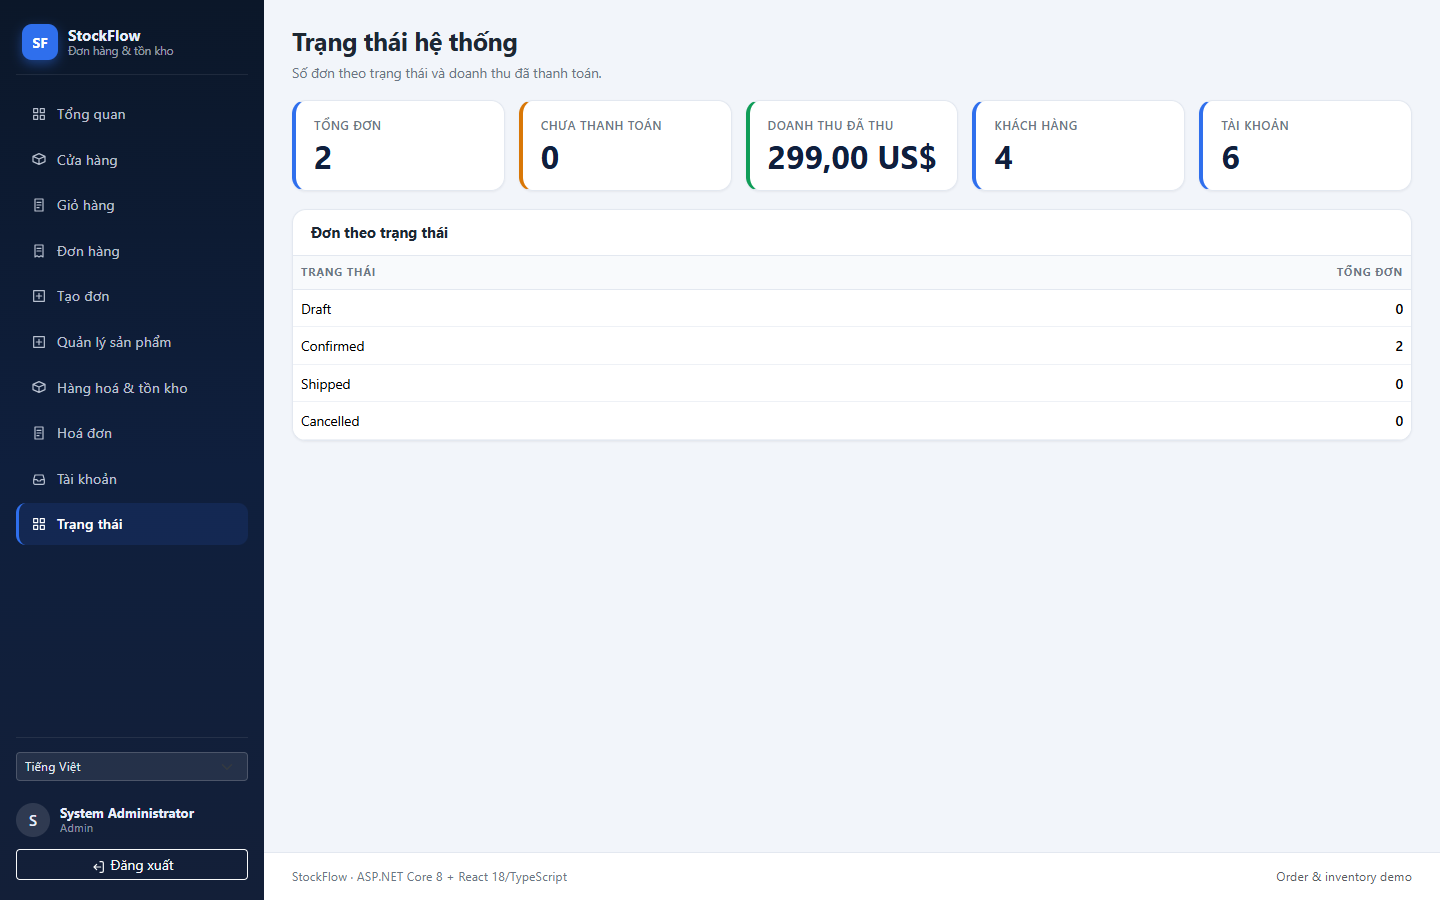 SF
StockFlow
Đơn hàng & tồn kho
Tổng quan
Cửa hàng
Giỏ hàng
Đơn hàng
Tạo đơn
Quản lý sản phẩm
Hàng hoá & tồn kho
Hoá đơn
Tài khoản
Trạng thái
Tiếng Việt
S
System Administrator
Admin
Đăng xuất
Trạng thái hệ thống
Số đơn theo trạng thái và doanh thu đã thanh toán.
TỔNG ĐƠN
2
CHƯA THANH TOÁN
0
DOANH THU ĐÃ THU
299,00 US$
KHÁCH HÀNG
4
TÀI KHOẢN
6
Đơn theo trạng thái
TRẠNG THÁI TỔNG ĐƠN
Draft 0
Confirmed 2
Shipped 0
Cancelled 0
StockFlow · ASP.NET Core 8 + React 18/TypeScript
Order & inventory demo